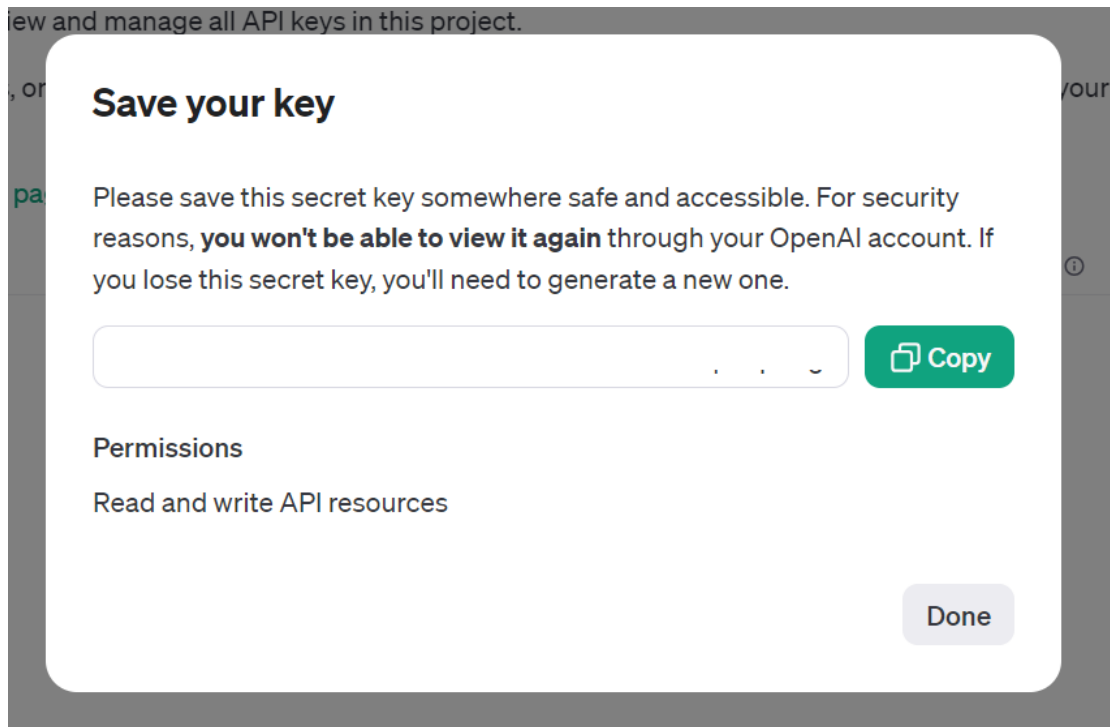 iew and manage all API keys in this project.
Save your key
, or
your
Please save this secret key somewhere safe and accessible. For security
pa
reasons, you won't be able to view it again through your OpenAI account. If
you lose this secret key, you'll need to generate a new one.
Copy
Permissions
Read and write API resources
Done